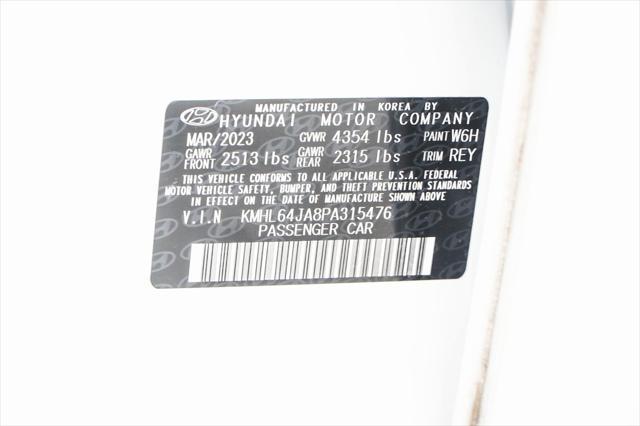 MANUFACTURED IN KOREA BY
HYUNDAI MOTOR COMPANY
MAR/2023 GVWR 4354 lbs PAINT W6H
GAWR FRONT 2513 lbs GAWR REAR 2315 lbs TRIM REY
THIS VEHICLE CONFORMS TO ALL APPLICABLE U.S.A. FEDERAL
MOTOR VEHICLE SAFETY, BUMPER, AND THEFT PREVENTION STANDARDS
IN EFFECT ON THE DATE OF MANUFACTURE SHOWN ABOVE
V.I.N KMHL64JA8PA315476
PASSENGER CAR